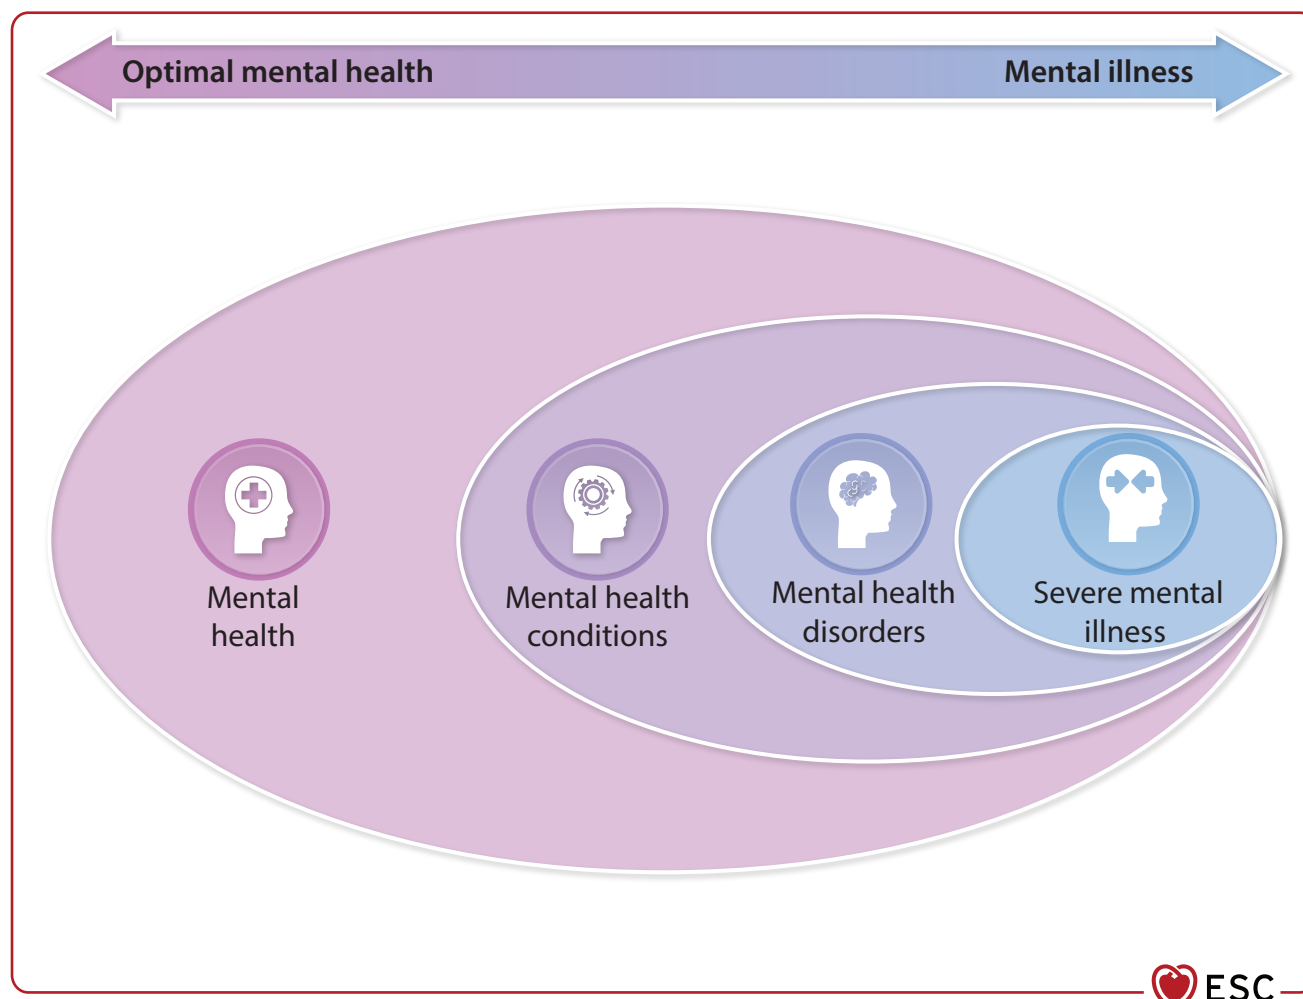 Optimal mental health
Mental illness
Mental
health
Mental health
conditions
Mental health
disorders
Severe mental
illness
ESC